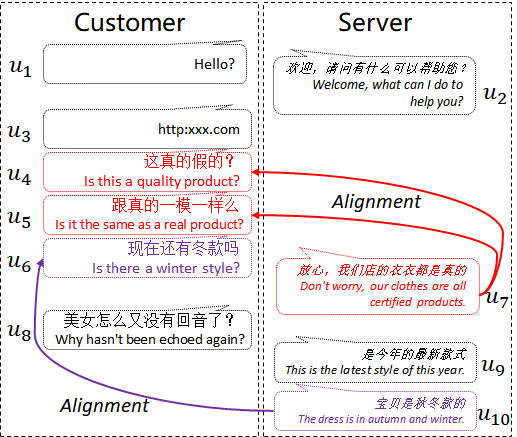 Customer
Server
u1
Hello?
欢迎，请问有什么可以帮助您？
Welcome, what can I do to
help you?
u2
u3
http:xxx.com
u4
这真的假的？
Is this a quality product?
u5
跟真的一模一样么
Is it the same as a real product?
Alignment
u6
现在还有冬款吗
Is there a winter style?
放心，我们店的衣衣都是真的
Don't worry, our clothes are all
certified products.
u7
u8
美女怎么又没有回音了？
Why hasn't been echoed again?
是今年的最新款式
This is the latest style of this year.
u9
Alignment
宝贝是秋冬款的
The dress is in autumn and winter.
u10